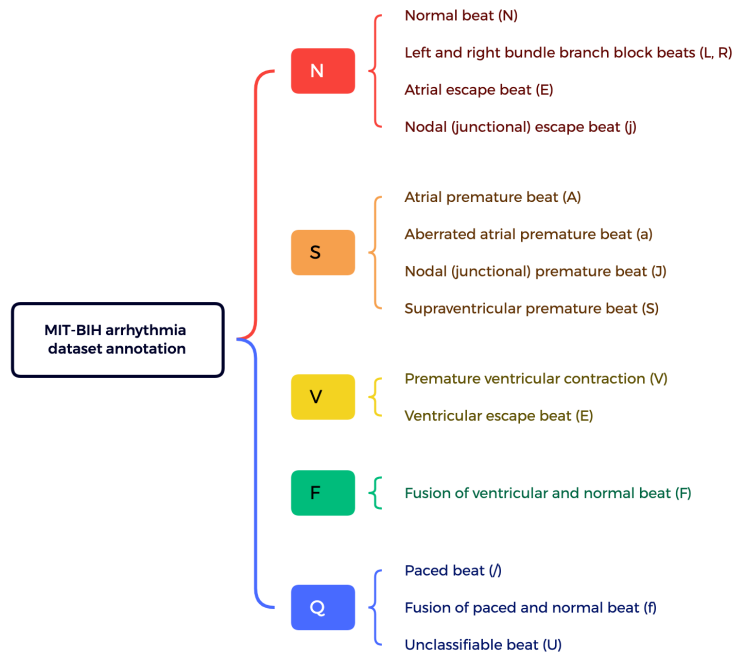 MIT-BIH arrhythmia
dataset annotation
N
Normal beat (N)
Left and right bundle branch block beats (L, R)
Atrial escape beat (E)
Nodal (junctional) escape beat (j)
S
Atrial premature beat (A)
Aberrated atrial premature beat (a)
Nodal (junctional) premature beat (J)
Supraventricular premature beat (S)
V
Premature ventricular contraction (V)
Ventricular escape beat (E)
F
Fusion of ventricular and normal beat (F)
Q
Paced beat (/)
Fusion of paced and normal beat (f)
Unclassifiable beat (U)